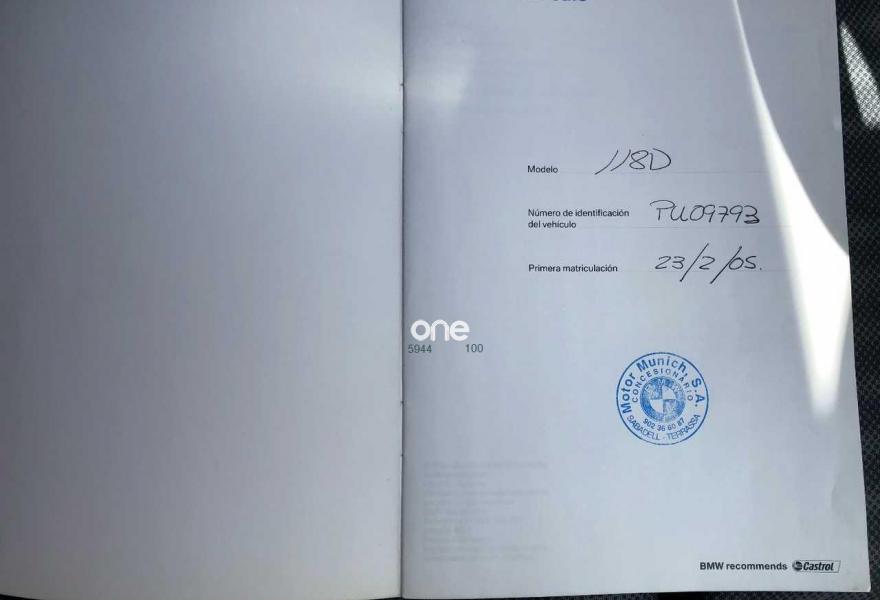 Modelo 118D
Número de identificación PU09793
del vehículo
Primera matriculación 23/2/05.
one
5944 100
Motor Munich, S.A.
CONCESIONARIO
902 36 60 87
SABADELL - TERRASSA
BMW recommends Castrol